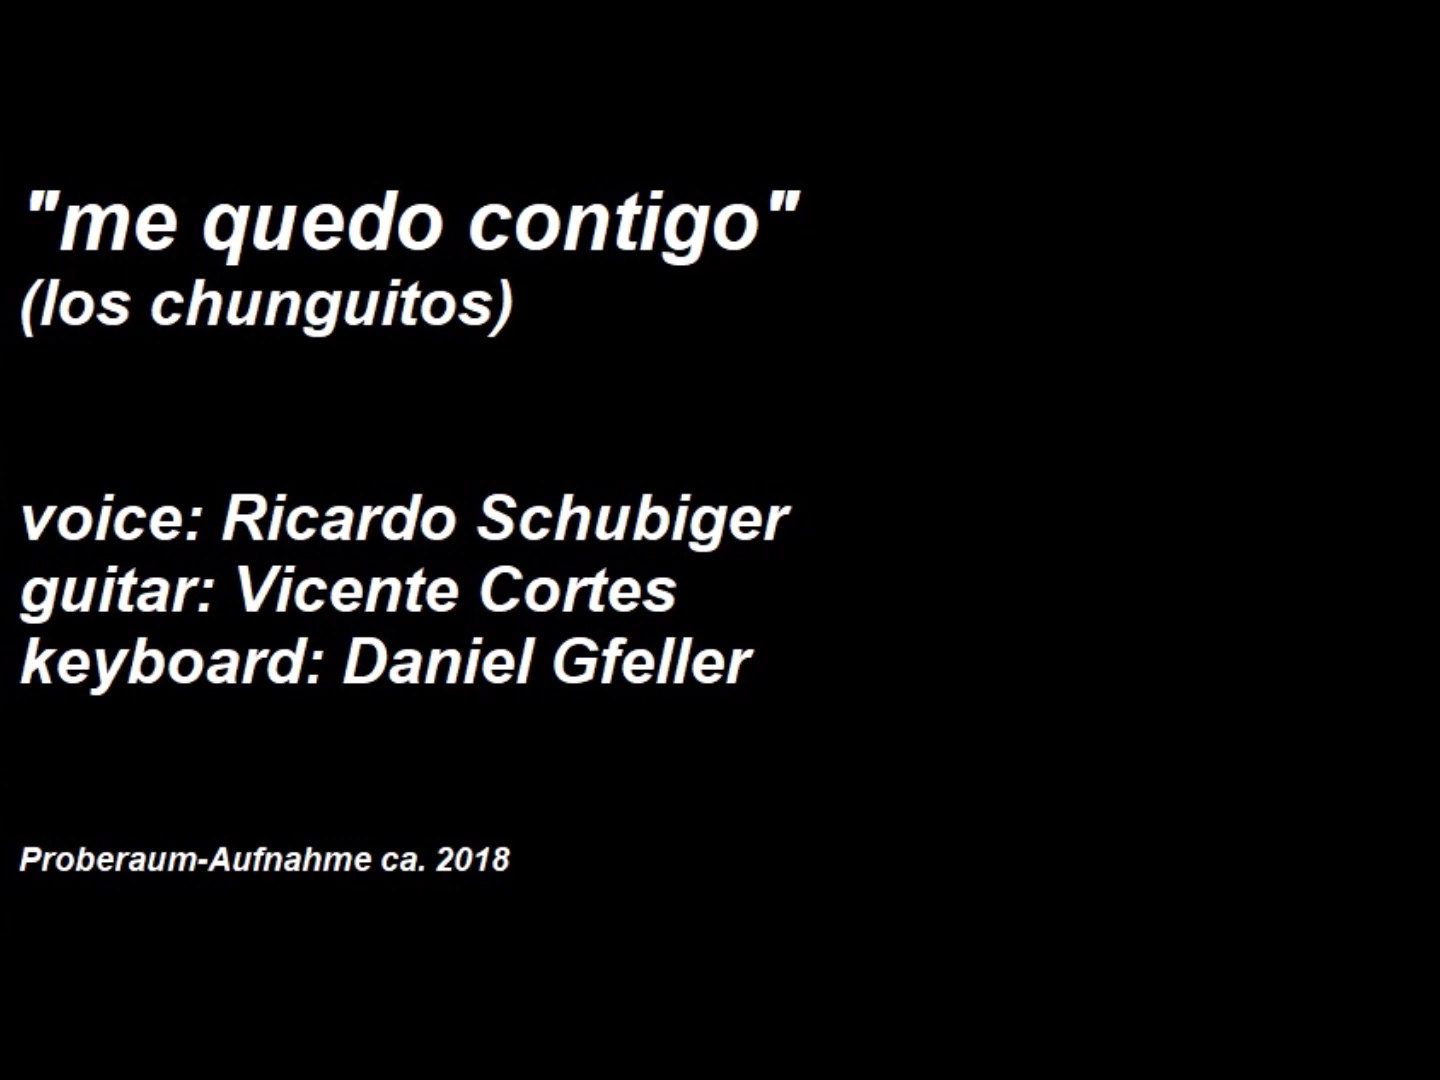 "me quedo contigo"
(los chunguitos)
voice: Ricardo Schubiger
guitar: Vicente Cortes
keyboard: Daniel Gfeller
Proberaum-Aufnahme ca. 2018